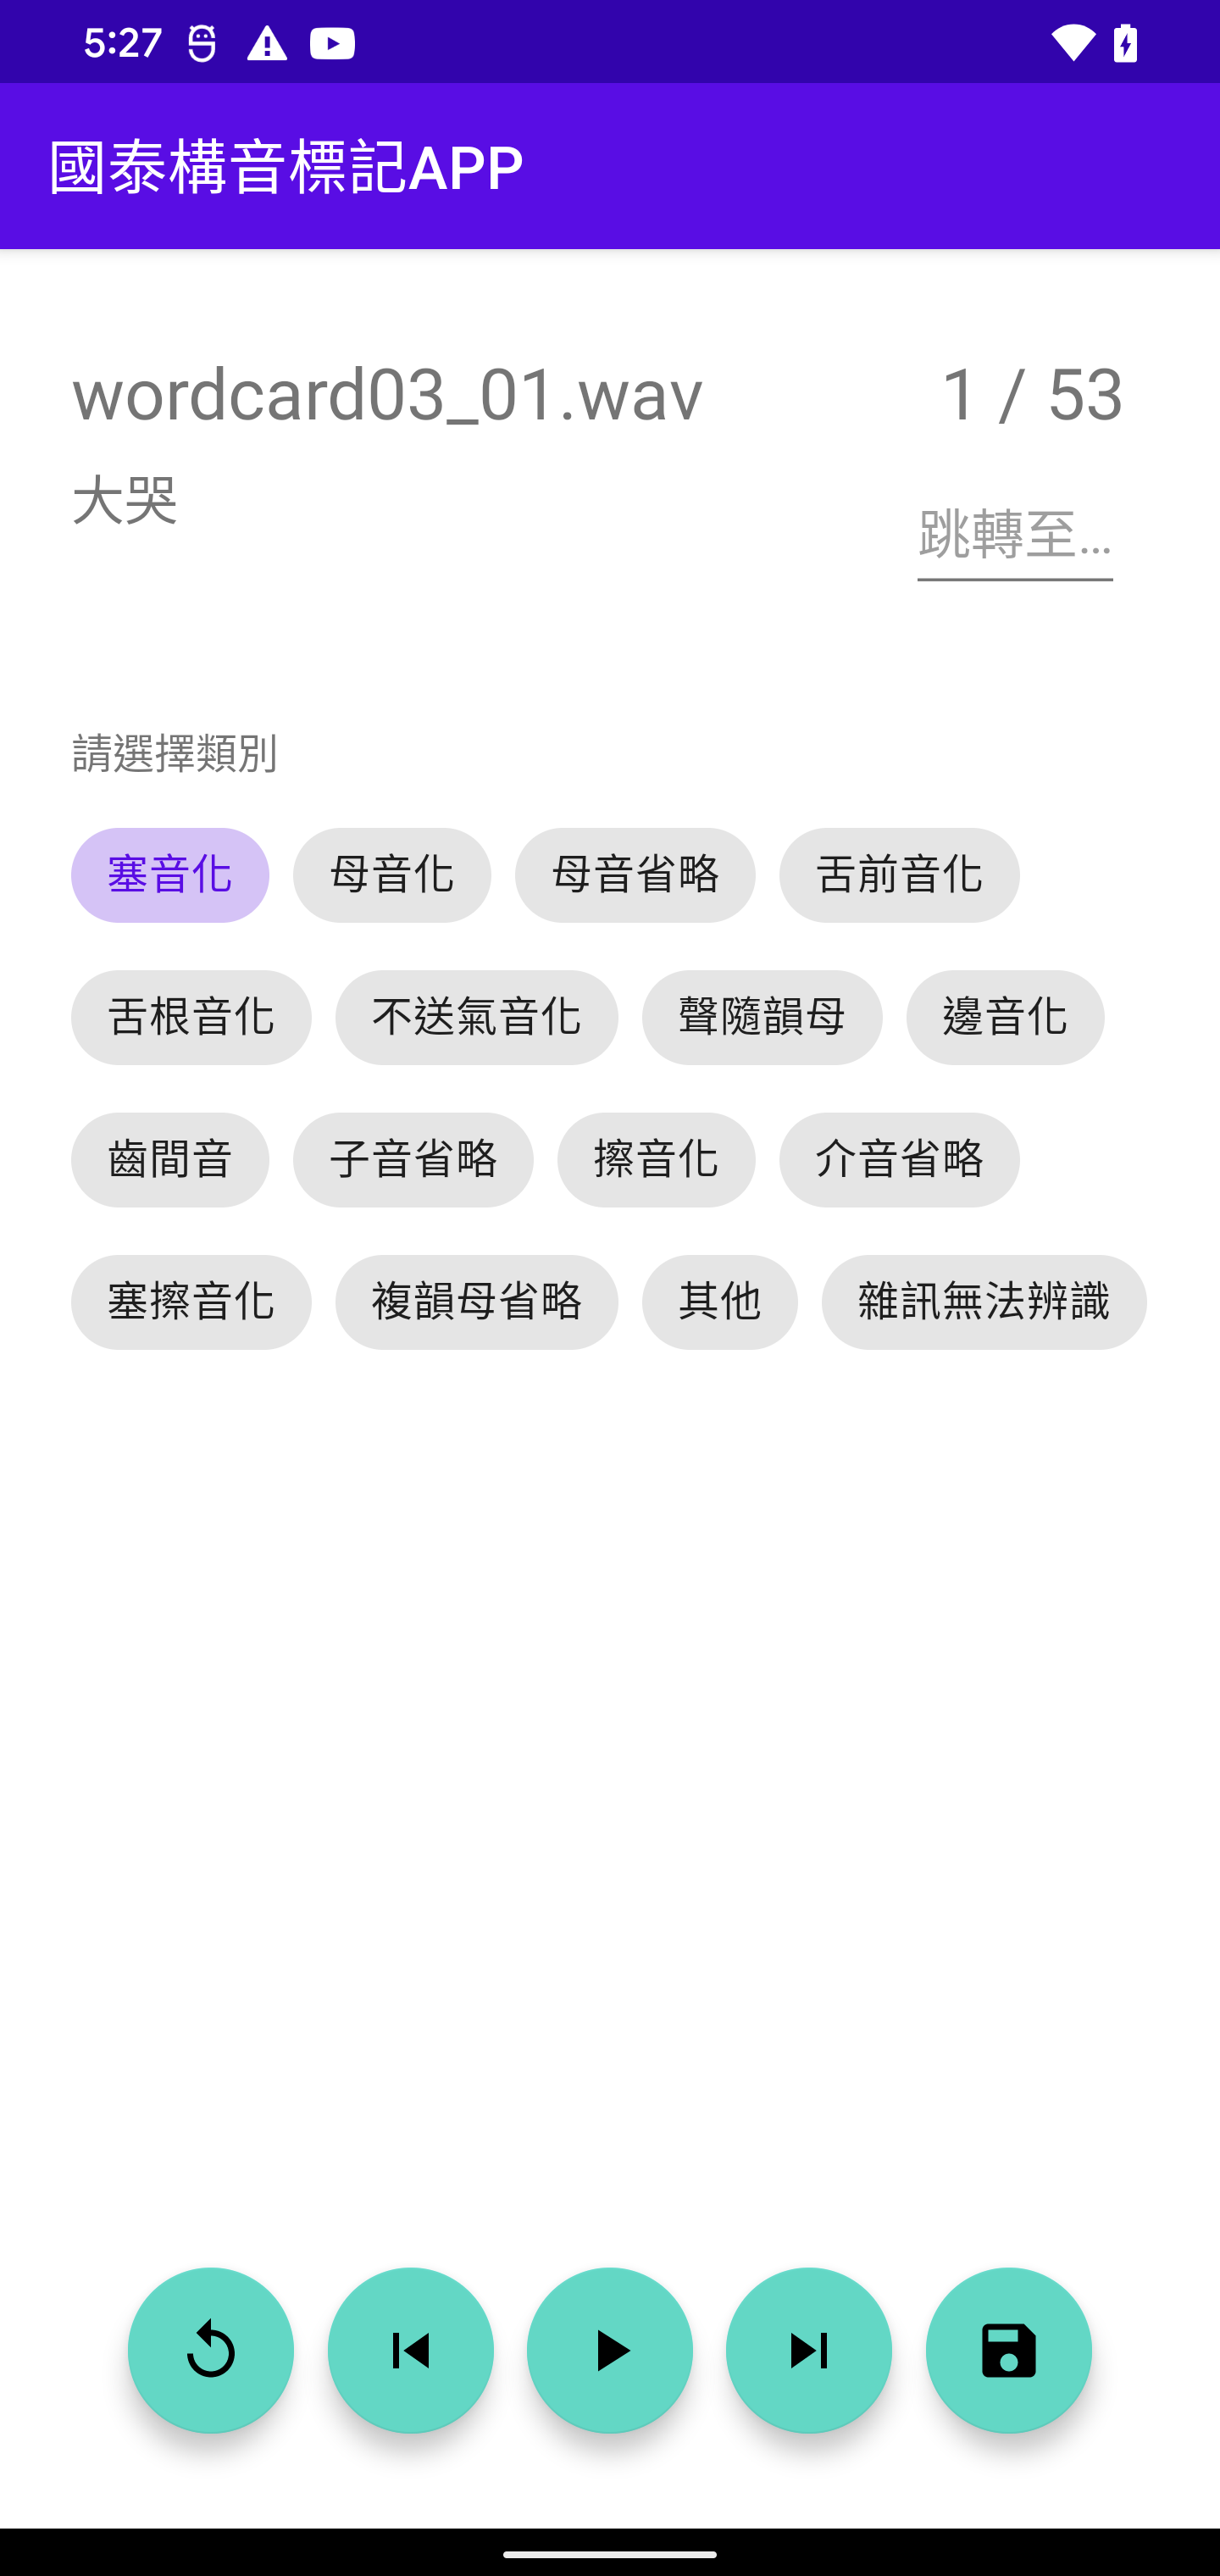 5:27
國泰構音標記APP
wordcard03_01.wav 1 / 53
大哭
跳轉至...
請選擇類別
塞音化 母音化 母音省略 舌前音化
舌根音化 不送氣音化 聲隨韻母 邊音化
齒間音 子音省略 擦音化 介音省略
塞擦音化 複韻母省略 其他 雜訊無法辨識